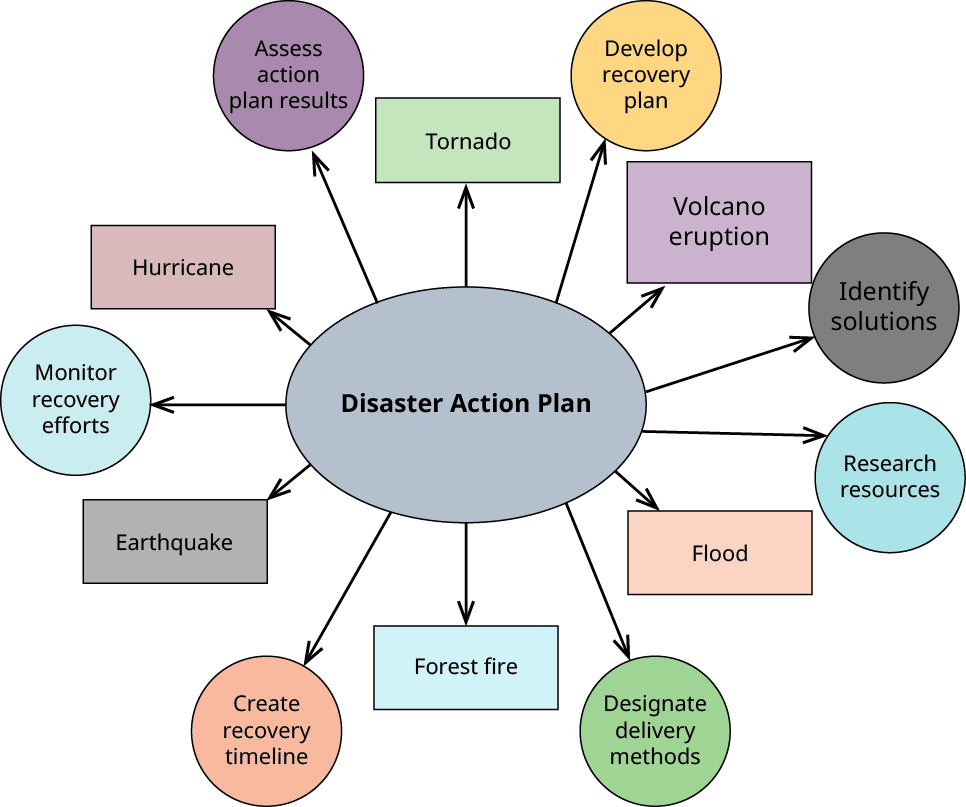 Assess
action
plan results
Develop
recovery
plan
Tornado
Volcano
eruption
Hurricane
Identify
solutions
Monitor
recovery
efforts
Disaster Action Plan
Research
resources
Earthquake
Flood
Forest fire
Create
recovery
timeline
Designate
delivery
methods